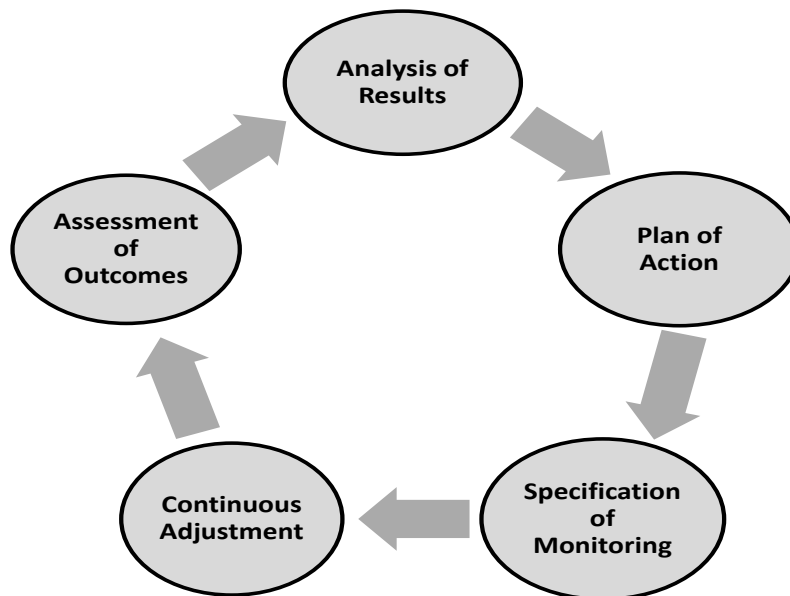 Analysis of
Results
Plan of
Action
Specification
of
Monitoring
Continuous
Adjustment
Assessment
of
Outcomes